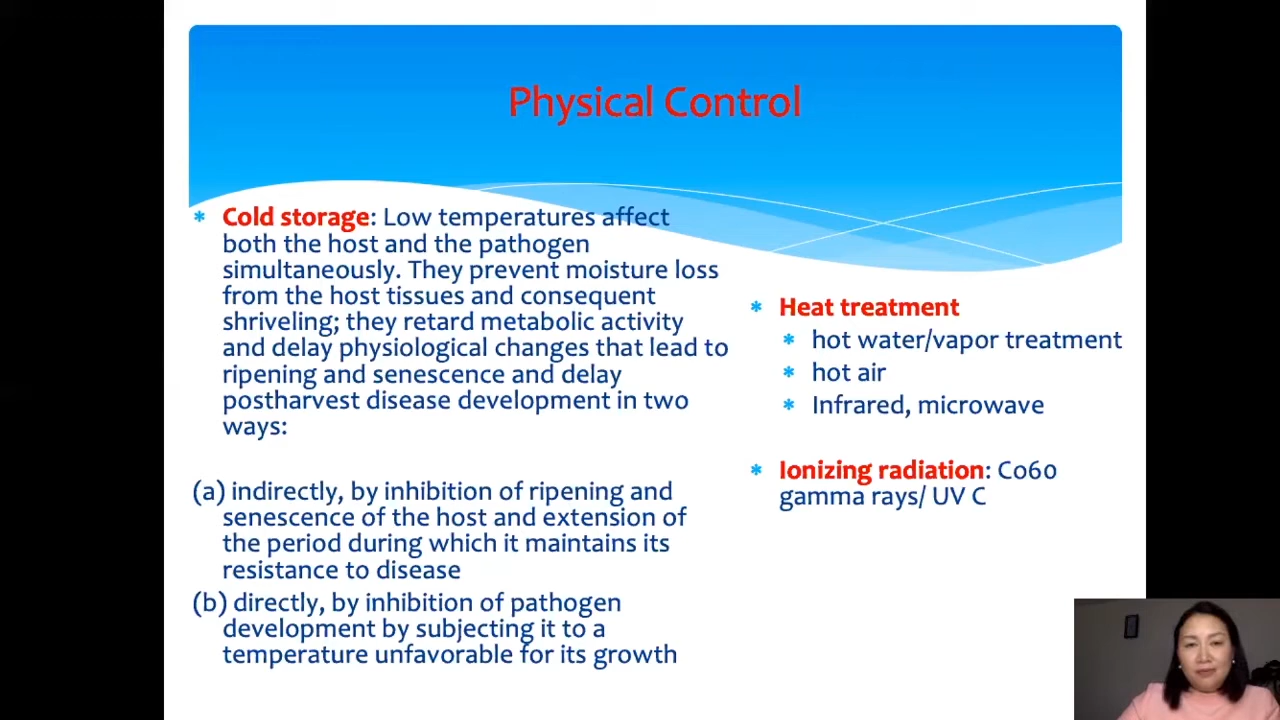 Physical Control
* Cold storage: Low temperatures affect
both the host and the pathogen
simultaneously. They prevent moisture loss
from the host tissues and consequent
shriveling; they retard metabolic activity
and delay physiological changes that lead to
ripening and senescence and delay
postharvest disease development in two
ways:
(a) indirectly, by inhibition of ripening and
senescence of the host and extension of
the period during which it maintains its
resistance to disease
(b) directly, by inhibition of pathogen
development by subjecting it to a
temperature unfavorable for its growth
* Heat treatment
* hot water/vapor treatment
* hot air
* Infrared, microwave
* Ionizing radiation: Co60
gamma rays/ UV C